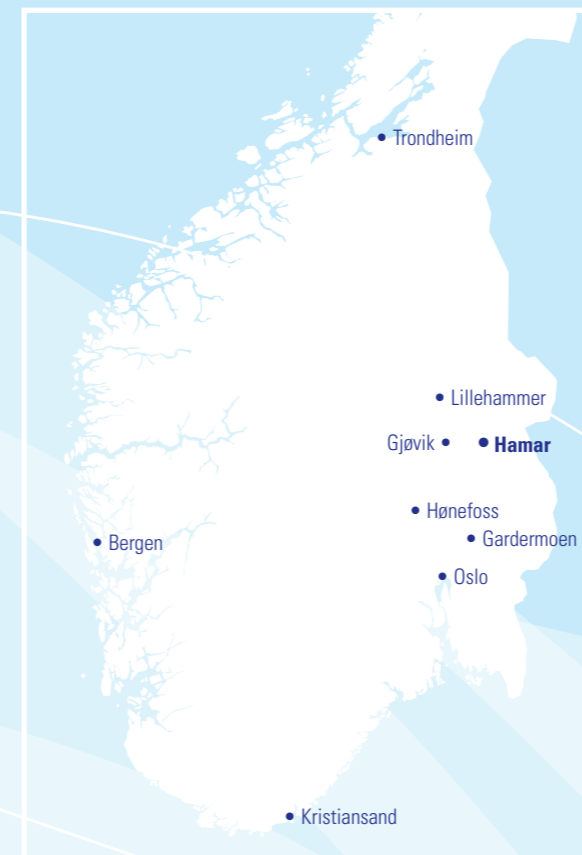 Trondheim
Lillehammer
Gjøvik
Hamar
Hønefoss
Gardermoen
Bergen
Oslo
Kristiansand